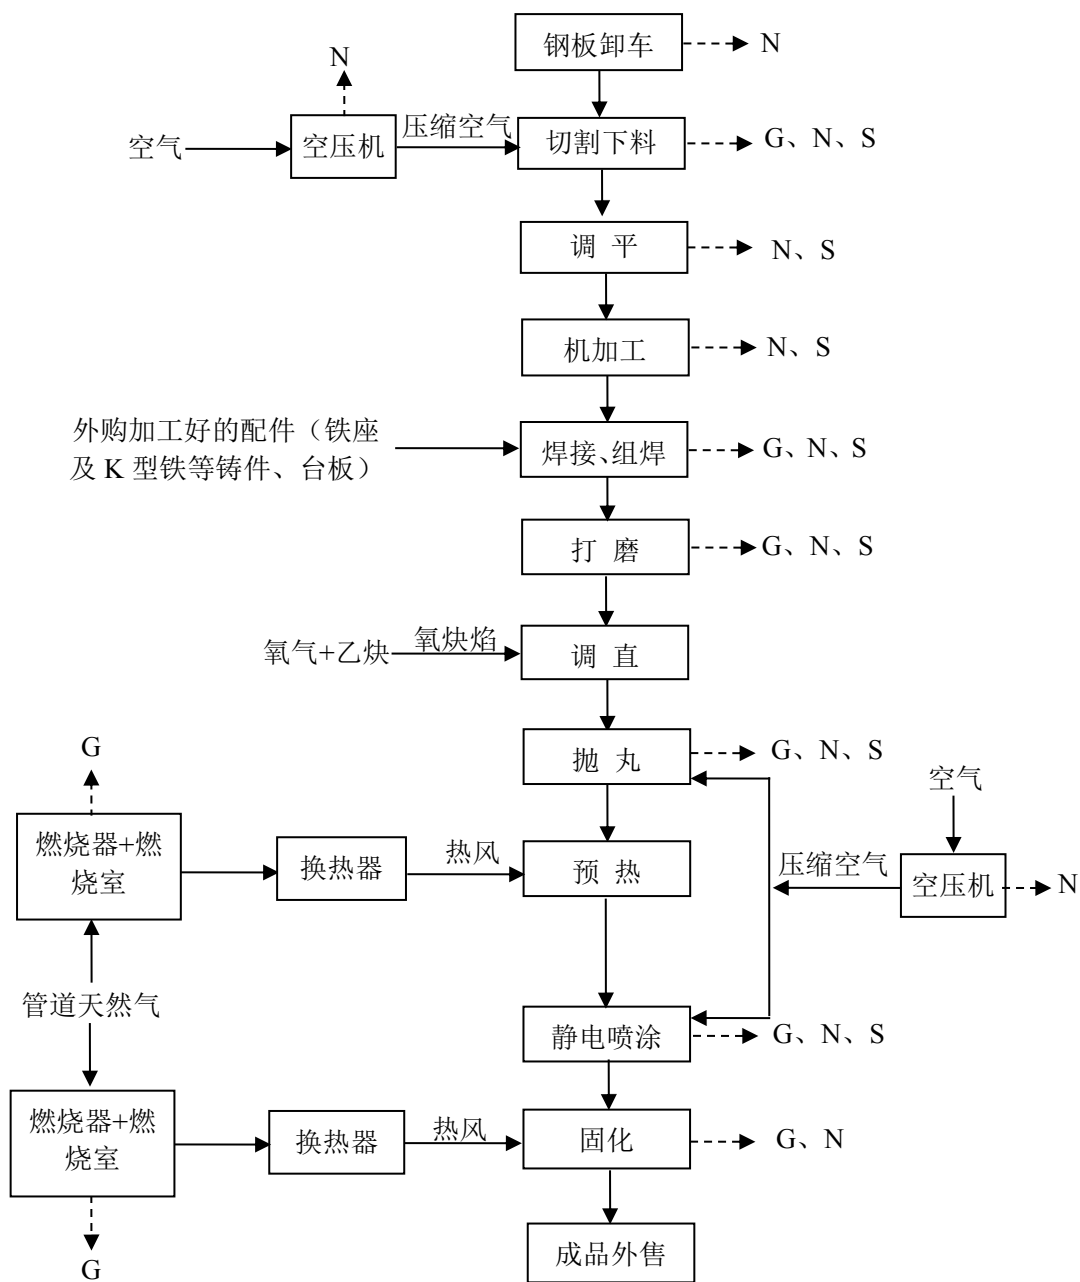 钢板卸车
N
N
空气
空压机
压缩空气
切割下料
G、N、S
调 平
N、S
机加工
N、S
外购加工好的配件（铁座
及 K 型铁等铸件、台板）
焊接、组焊
G、N、S
打 磨
G、N、S
氧气+乙炔
氧炔焰
调 直
抛 丸
G、N、S
G
空气
燃烧器+燃
烧室
换热器
热风
预 热
压缩空气
空压机
N
管道天然气
静电喷涂
G、N、S
燃烧器+燃
烧室
换热器
热风
固化
G、N
G
成品外售